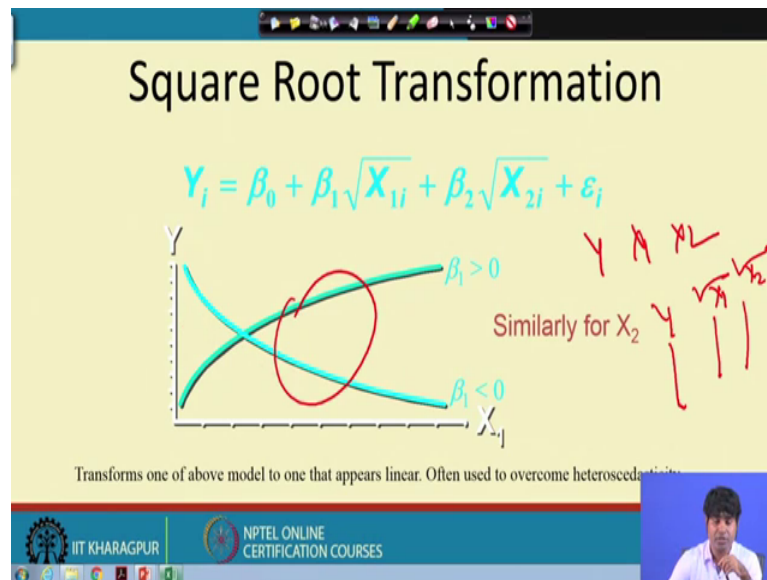 Square Root Transformation
Yᵢ = β₀ + β₁√X₁ᵢ + β₂√X₂ᵢ + εᵢ
Y
β₁ > 0
β₁ < 0
X₁
Similarly for X₂
Y X1 X2
Y √X1 √X2
Transforms one of above model to one that appears linear. Often used to overcome heteroscedasticity
IIT KHARAGPUR
NPTEL ONLINE
CERTIFICATION COURSES